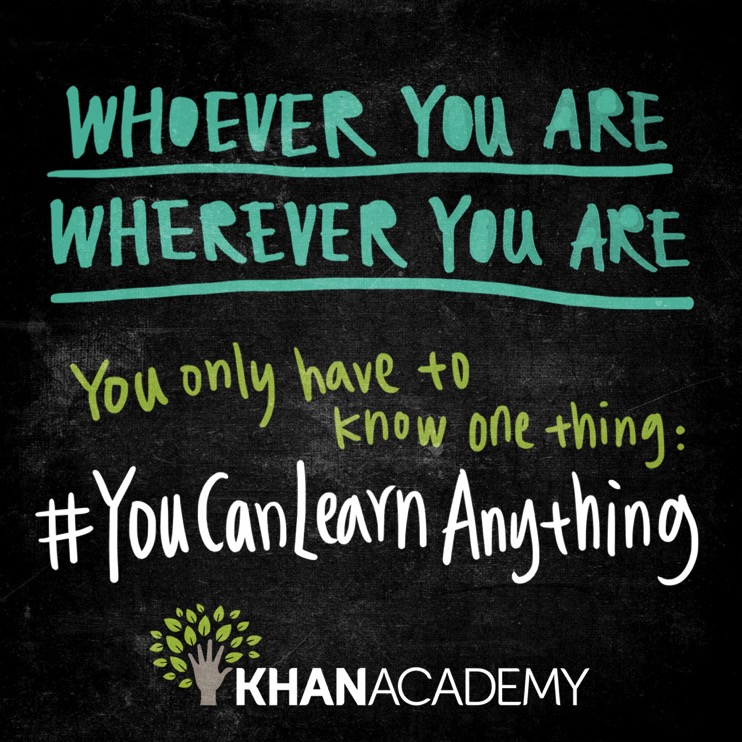 WHOEVER YOU ARE
WHEREVER YOU ARE
You only have to
know one thing:
#YouCanLearnAnything
KHANACADEMY